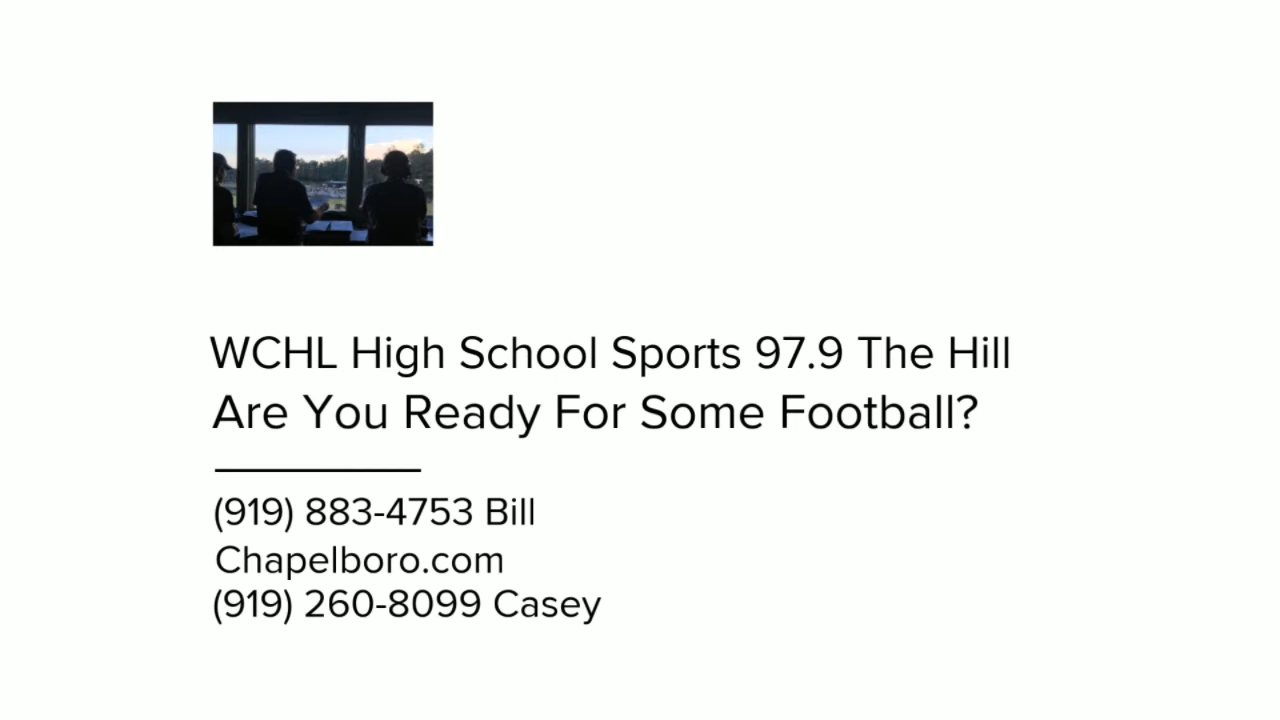 WCHL High School Sports 97.9 The Hill
Are You Ready For Some Football?
(919) 883-4753 Bill
Chapelboro.com
(919) 260-8099 Casey